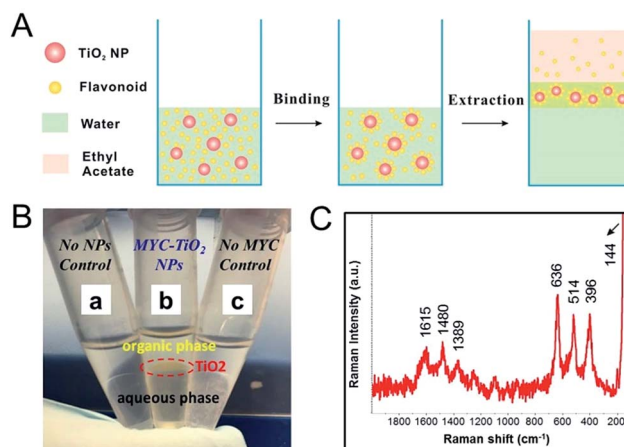 A
TiO₂ NP
Flavonoid
Water
Ethyl
Acetate
Binding
Extraction
B
No NPs
Control
MYC-TiO₂
NPs
No MYC
Control
a
b
c
organic phase
TiO2
aqueous phase
C
Raman Intensity (a.u.)
1615
1480
1389
636
514
396
144
1800 1600 1400 1200 1000 800 600 400 200
Raman shift (cm⁻¹)